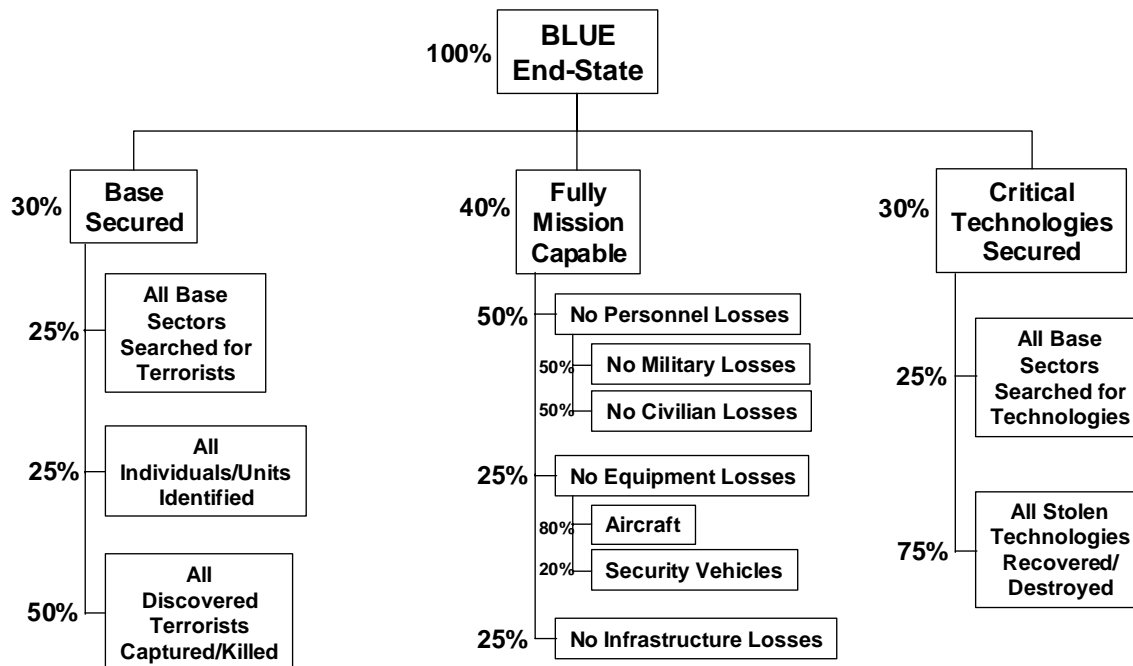 100%
BLUE
End-State
30%
Base
Secured
40%
Fully
Mission
Capable
30%
Critical
Technologies
Secured
25%
All Base
Sectors
Searched for
Terrorists
25%
All
Individuals/Units
Identified
50%
All
Discovered
Terrorists
Captured/Killed
50%
No Personnel Losses
50%
No Military Losses
50%
No Civilian Losses
25%
No Equipment Losses
80%
Aircraft
20%
Security Vehicles
25%
No Infrastructure Losses
25%
All Base
Sectors
Searched for
Technologies
75%
All Stolen
Technologies
Recovered/
Destroyed